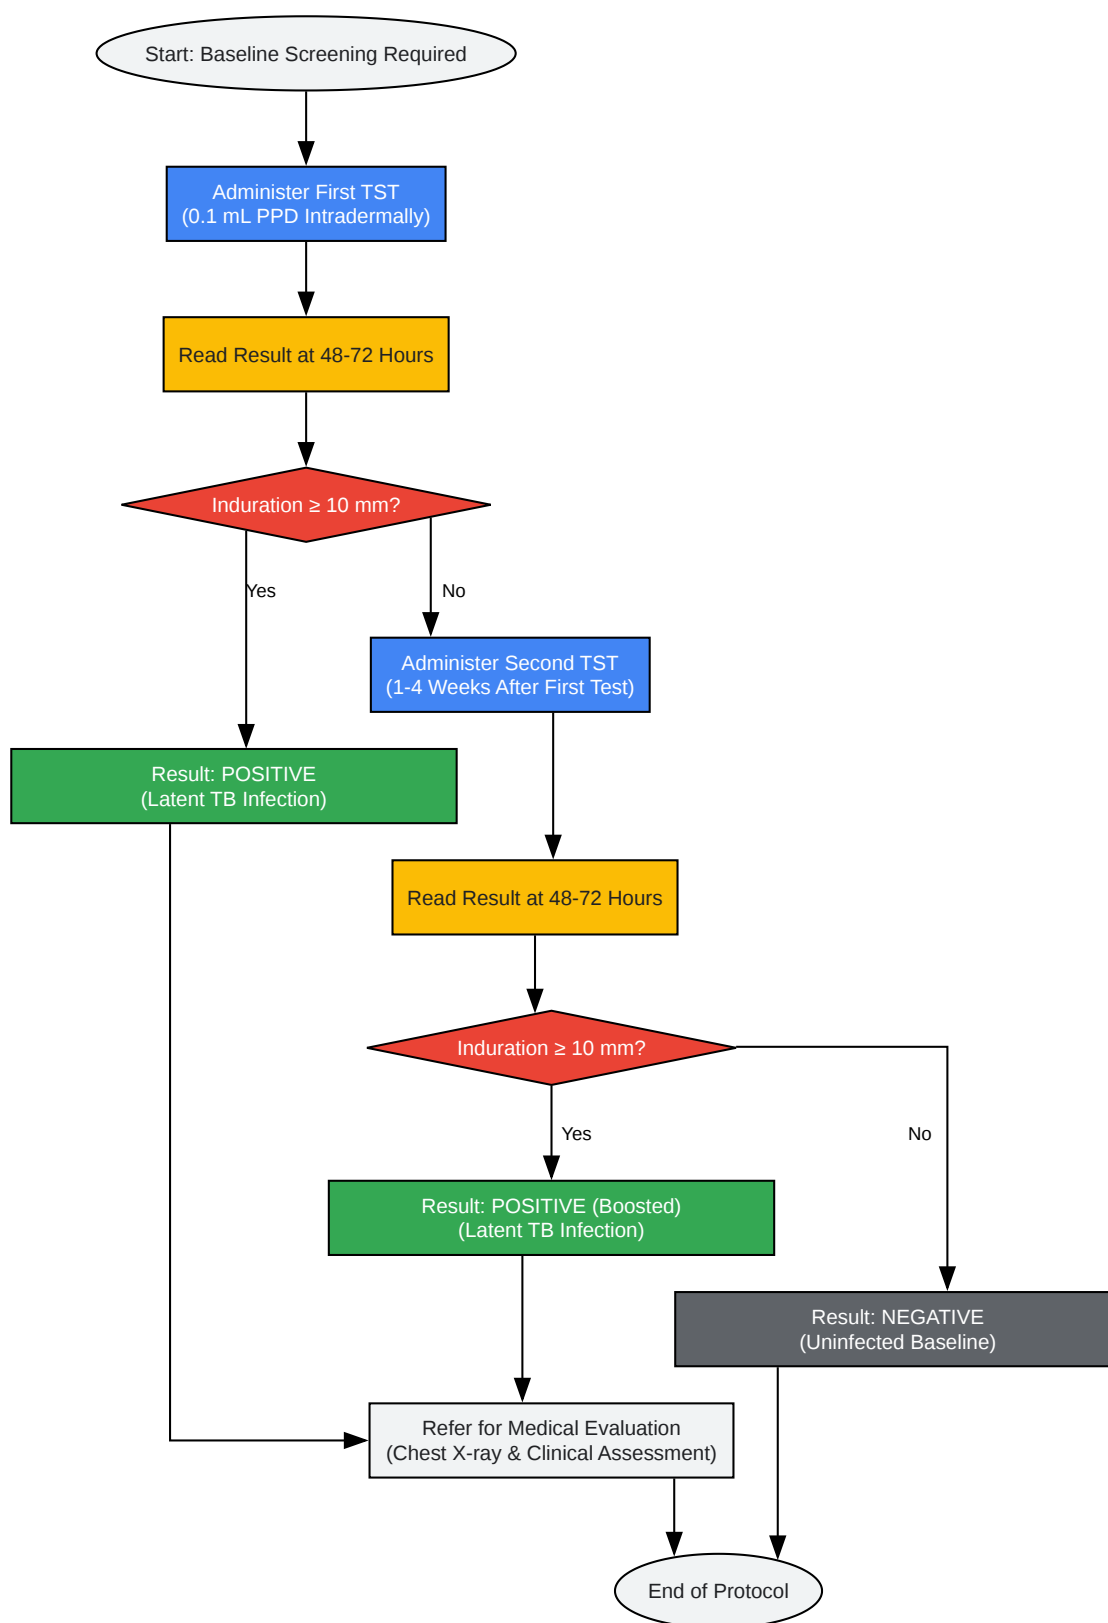 Start: Baseline Screening Required
Administer First TST
(0.1 mL PPD Intradermally)
Read Result at 48-72 Hours
Induration ≥ 10 mm?
Yes
No
Administer Second TST
(1-4 Weeks After First Test)
Result: POSITIVE
(Latent TB Infection)
Read Result at 48-72 Hours
Induration ≥ 10 mm?
Yes
No
Result: POSITIVE (Boosted)
(Latent TB Infection)
Result: NEGATIVE
(Uninfected Baseline)
Refer for Medical Evaluation
(Chest X-ray & Clinical Assessment)
End of Protocol